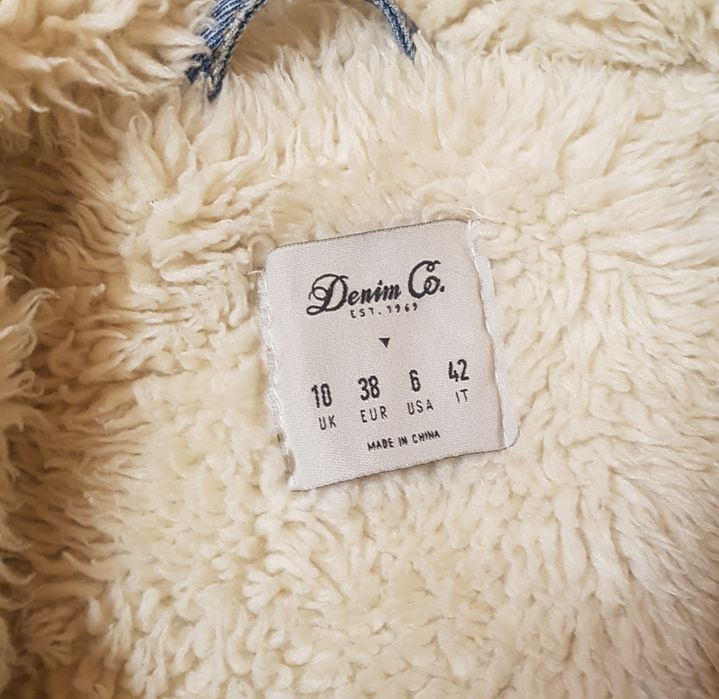 Denim Co.
EST. 1969
10 38 6 42
UK EUR USA IT
MADE IN CHINA